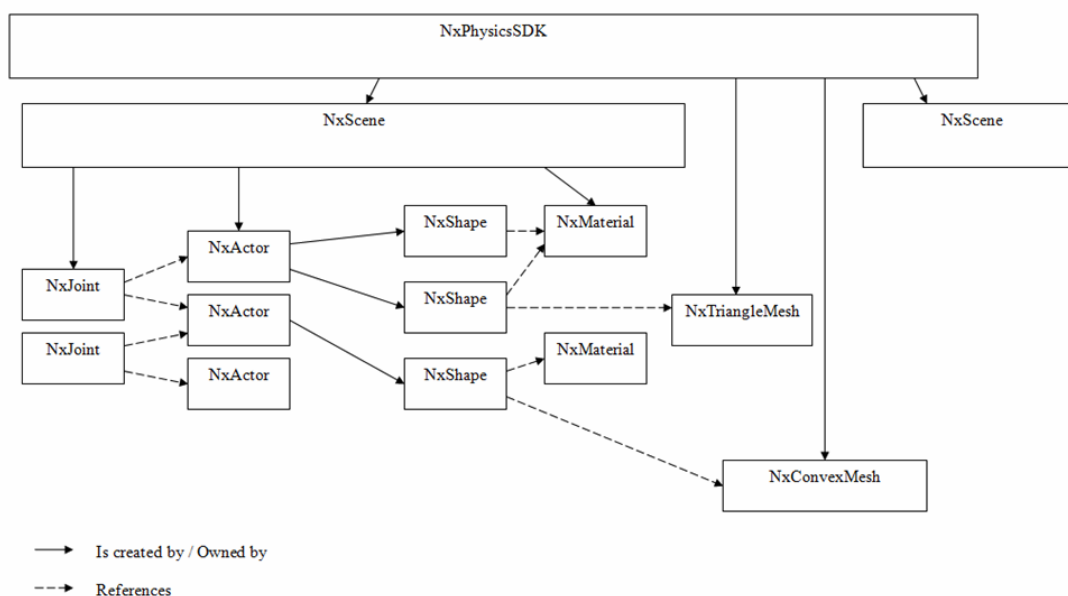 NxPhysicsSDK
NxScene
NxScene
NxShape
NxMaterial
NxActor
NxJoint
NxShape
NxActor
NxTriangleMesh
NxJoint
NxMaterial
NxShape
NxActor
NxConvexMesh
Is created by / Owned by
References